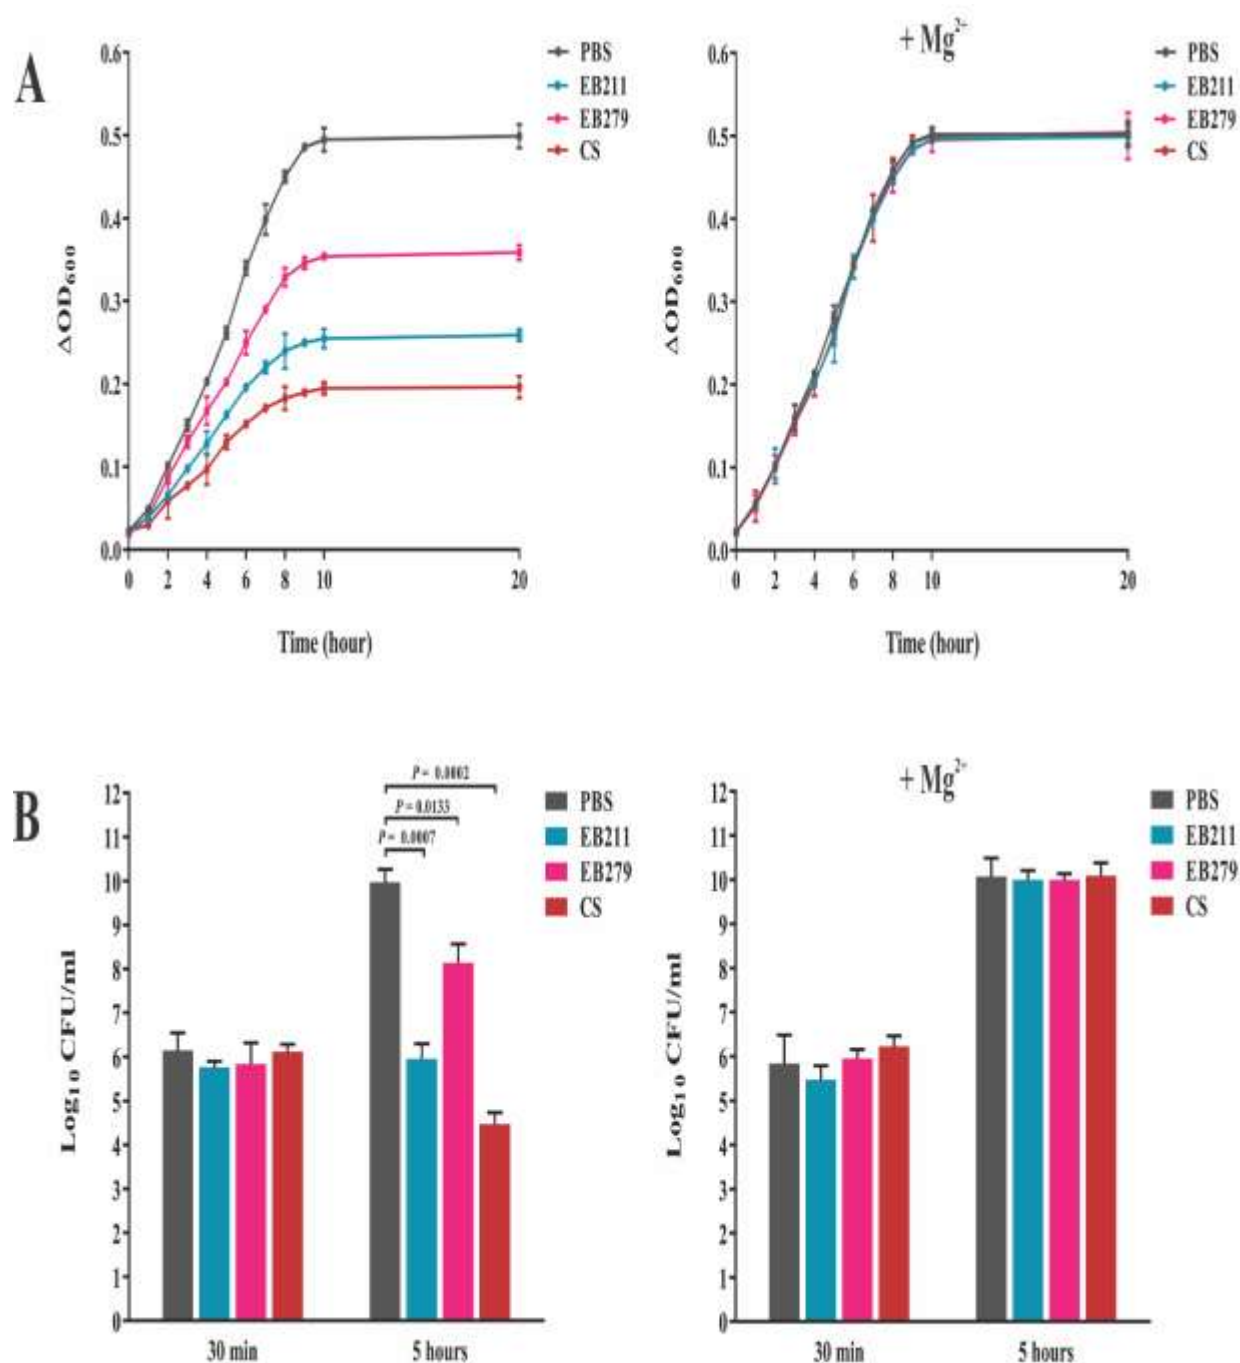 A
0.6
0.5
0.4
0.3
0.2
0.1
0.0
ΔOD₆₀₀
0 2 4 6 8 10 20
Time (hour)
PBS
EB211
EB279
CS
+ Mg²⁺
0.6
0.5
0.4
0.3
0.2
0.1
0.0
ΔOD₆₀₀
0 2 4 6 8 10 20
Time (hour)
PBS
EB211
EB279
CS
B
12
11
10
9
8
7
6
5
4
3
2
1
0
Log₁₀ CFU/ml
P = 0.0002
P = 0.0133
P = 0.0007
30 min 5 hours
PBS
EB211
EB279
CS
+ Mg²⁺
12
11
10
9
8
7
6
5
4
3
2
1
0
Log₁₀ CFU/ml
30 min 5 hours
PBS
EB211
EB279
CS